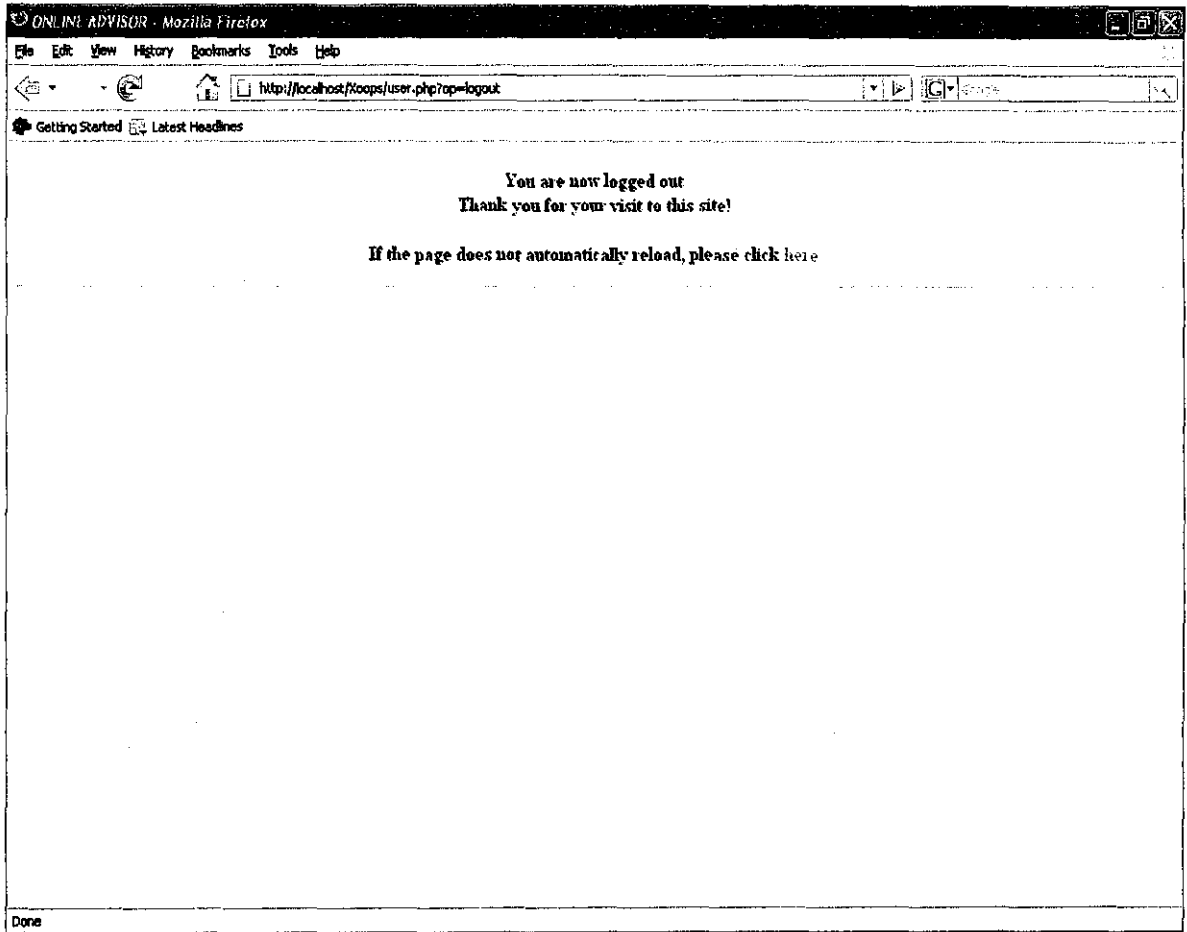 ONLINE ADVISOR - Mozilla Firefox
File Edit View History Bookmarks Tools Help
http://localhost/Xoops/user.php?op=logout G Google
Getting Started Latest Headlines
You are now logged out
Thank you for your visit to this site!
If the page does not automatically reload, please click here
Done